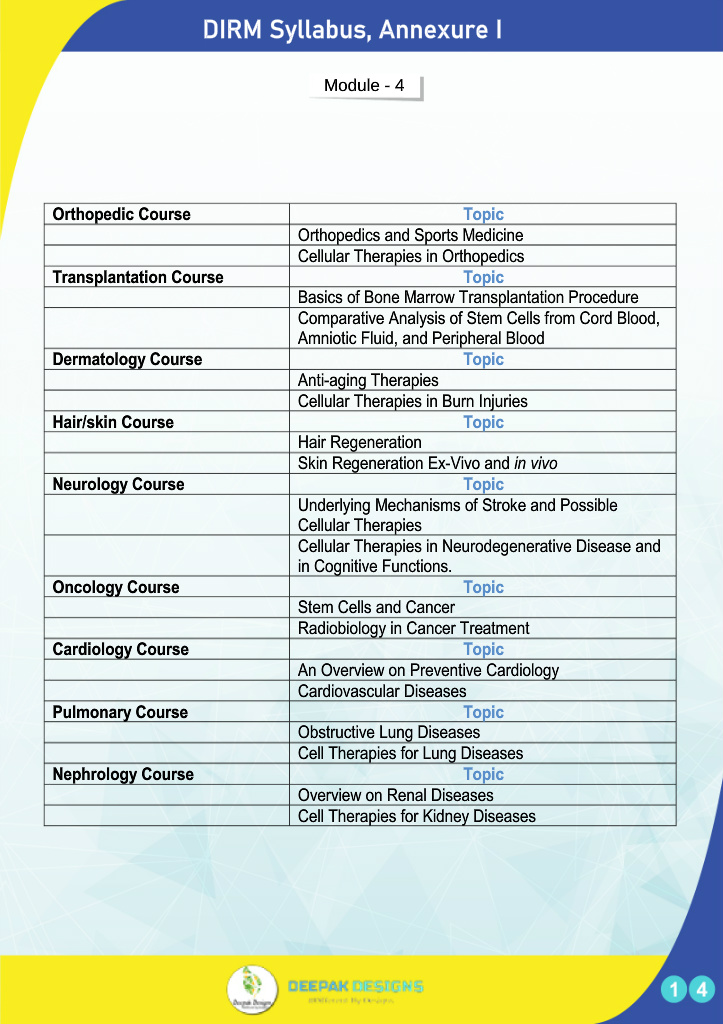 DIRM Syllabus, Annexure I
Module - 4
Orthopedic Course Topic
Orthopedics and Sports Medicine
Cellular Therapies in Orthopedics
Transplantation Course Topic
Basics of Bone Marrow Transplantation Procedure
Comparative Analysis of Stem Cells from Cord Blood,
Amniotic Fluid, and Peripheral Blood
Dermatology Course Topic
Anti-aging Therapies
Cellular Therapies in Burn Injuries
Hair/skin Course Topic
Hair Regeneration
Skin Regeneration Ex-Vivo and in vivo
Neurology Course Topic
Underlying Mechanisms of Stroke and Possible
Cellular Therapies
Cellular Therapies in Neurodegenerative Disease and
in Cognitive Functions.
Oncology Course Topic
Stem Cells and Cancer
Radiobiology in Cancer Treatment
Cardiology Course Topic
An Overview on Preventive Cardiology
Cardiovascular Diseases
Pulmonary Course Topic
Obstructive Lung Diseases
Cell Therapies for Lung Diseases
Nephrology Course Topic
Overview on Renal Diseases
Cell Therapies for Kidney Diseases
Deepak Designs
DEEPAK DESIGNS
By Designs
1 4